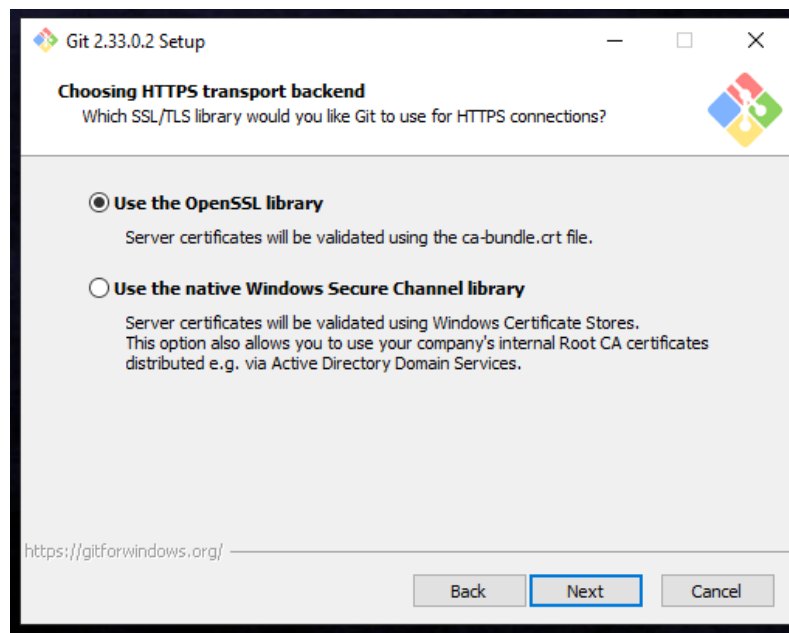 Git 2.33.0.2 Setup
Choosing HTTPS transport backend
Which SSL/TLS library would you like Git to use for HTTPS connections?
Use the OpenSSL library
Server certificates will be validated using the ca-bundle.crt file.
Use the native Windows Secure Channel library
Server certificates will be validated using Windows Certificate Stores.
This option also allows you to use your company's internal Root CA certificates
distributed e.g. via Active Directory Domain Services.
https://gitforwindows.org/
Back Next Cancel